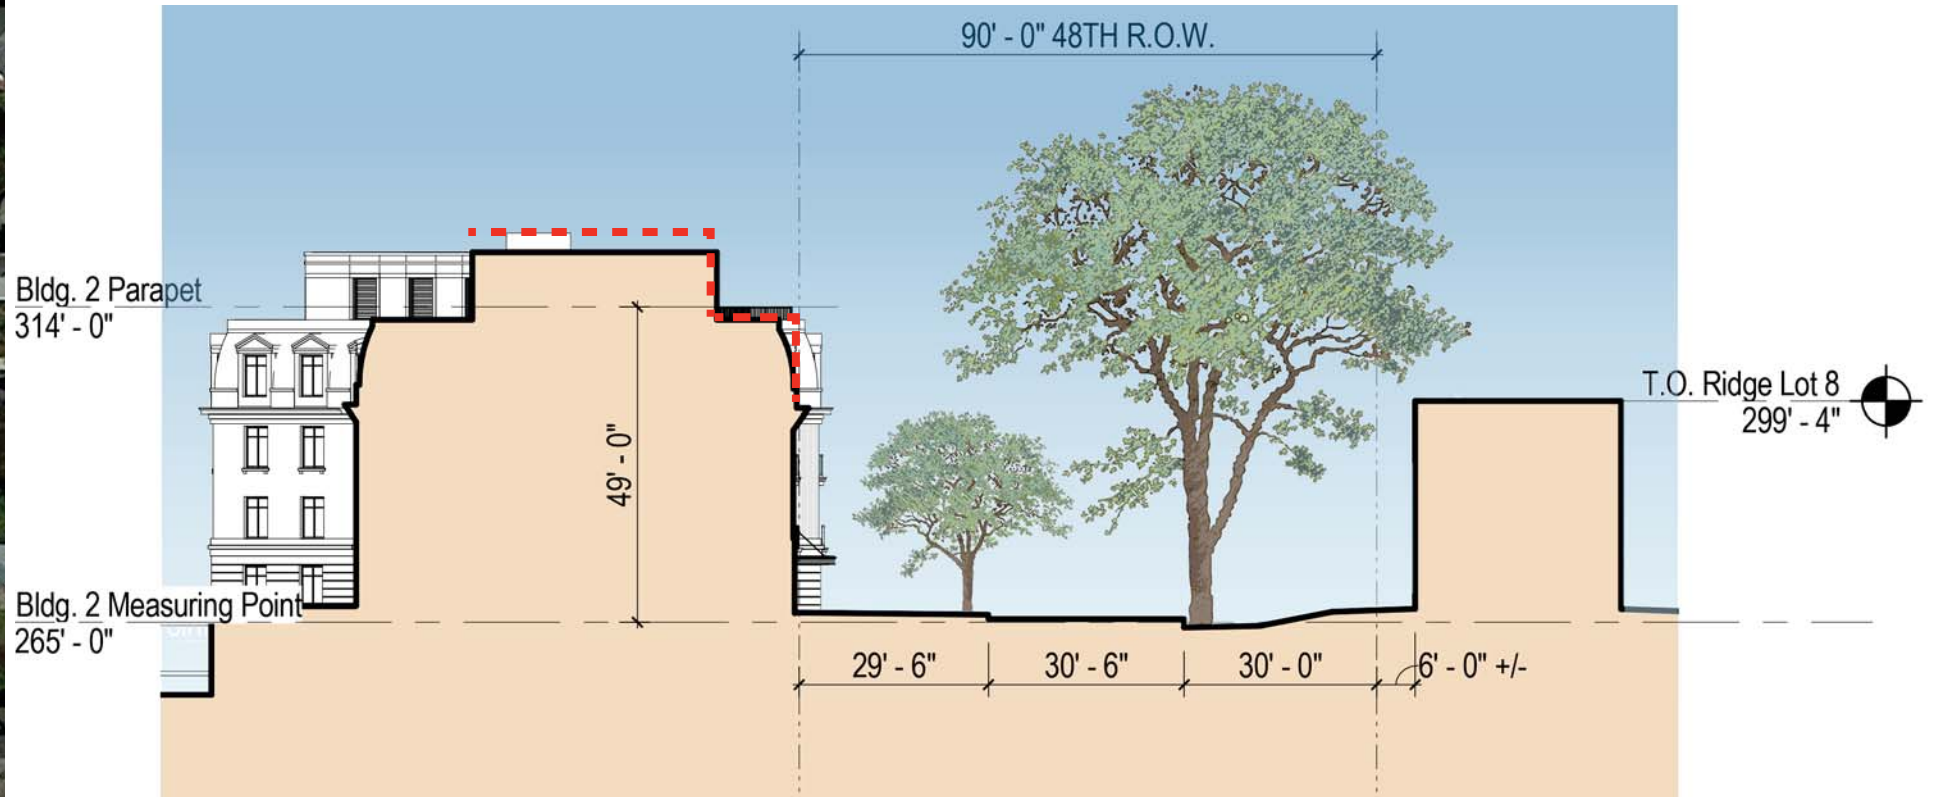 90' - 0" 48TH R.O.W.
Bldg. 2 Parapet
314' - 0"
T.O. Ridge Lot 8
299' - 4"
49' - 0"
Bldg. 2 Measuring Point
265' - 0"
29' - 6"
30' - 6"
30' - 0"
6' - 0" +/-